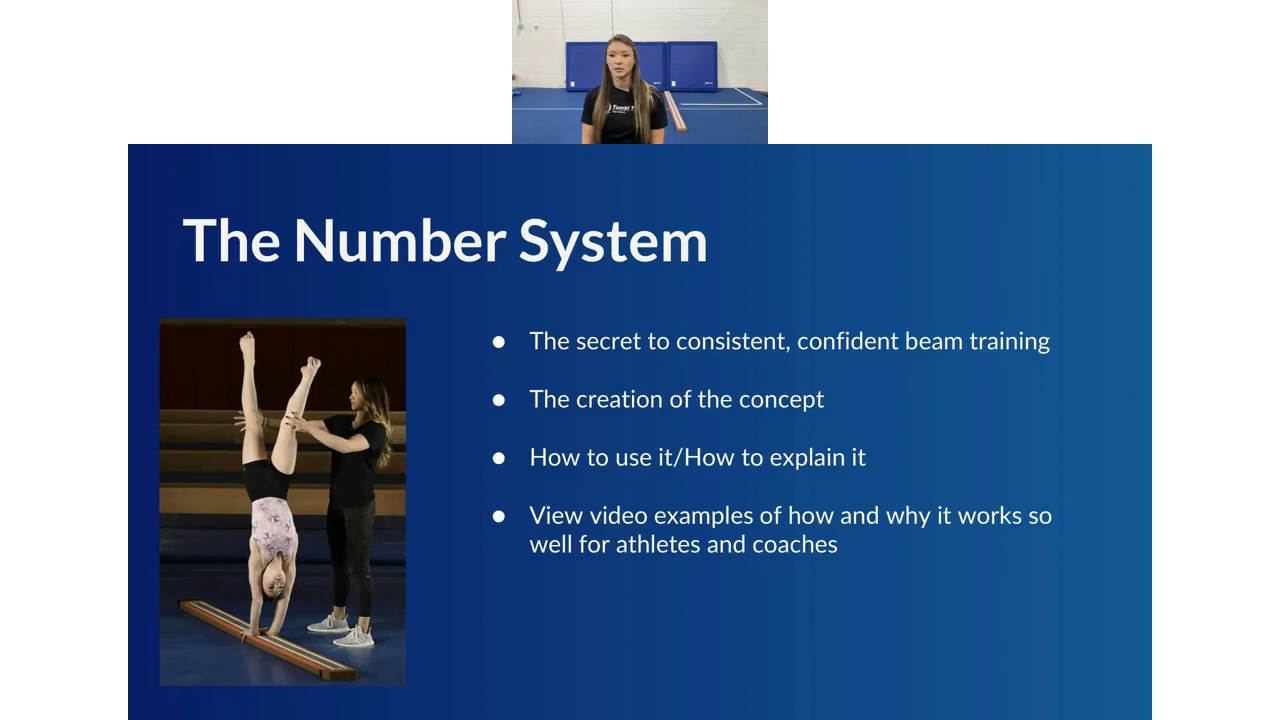 Tumbl T
The Number System
● The secret to consistent, confident beam training
● The creation of the concept
● How to use it/How to explain it
● View video examples of how and why it works so
well for athletes and coaches